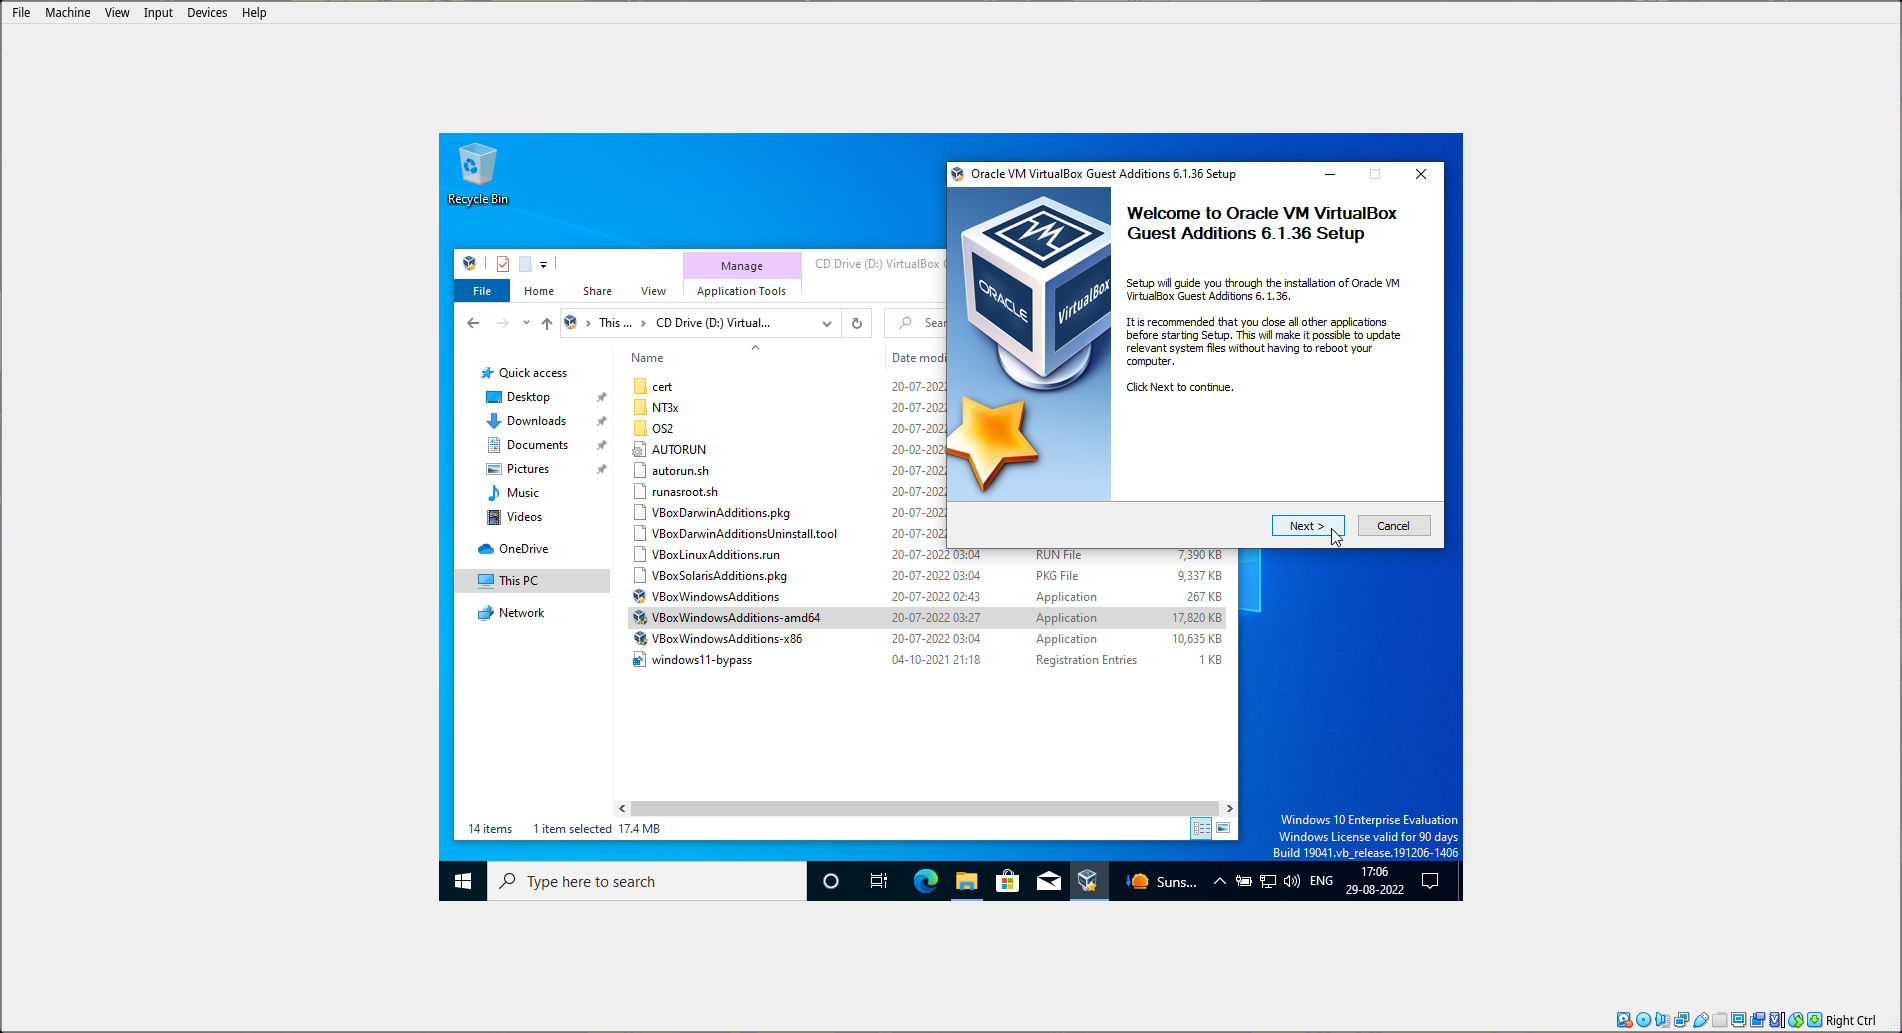 File Machine View Input Devices Help
Recycle Bin
Manage
CD Drive (D:) VirtualBox
File Home Share View Application Tools
This ... CD Drive (D:) Virtual...
Sear
Quick access
Desktop
Downloads
Documents
Pictures
Music
Videos
OneDrive
This PC
Network
Name Date modi
cert 20-07-2022
NT3x 20-07-2022
OS2 20-07-2022
AUTORUN 20-02-2020
autorun.sh 20-07-2022
runasroot.sh 20-07-2022
VBoxDarwinAdditions.pkg 20-07-2022
VBoxDarwinAdditionsUninstall.tool 20-07-2022
VBoxLinuxAdditions.run 20-07-2022 03:04 RUN File 7,390 KB
VBoxSolarisAdditions.pkg 20-07-2022 03:04 PKG File 9,337 KB
VBoxWindowsAdditions 20-07-2022 02:43 Application 267 KB
VBoxWindowsAdditions-amd64 20-07-2022 03:27 Application 17,820 KB
VBoxWindowsAdditions-x86 20-07-2022 03:04 Application 10,635 KB
windows11-bypass 04-10-2021 21:18 Registration Entries 1 KB
14 items 1 item selected 17.4 MB
Oracle VM VirtualBox Guest Additions 6.1.36 Setup
ORACLE
VirtualBox
Welcome to Oracle VM VirtualBox
Guest Additions 6.1.36 Setup
Setup will guide you through the installation of Oracle VM
VirtualBox Guest Additions 6.1.36.
It is recommended that you close all other applications
before starting Setup. This will make it possible to update
relevant system files without having to reboot your
computer.
Click Next to continue.
Next > Cancel
Windows 10 Enterprise Evaluation
Windows License valid for 90 days
Build 19041.vb_release.191206-1406
Type here to search
Suns...
ENG
17:06
29-08-2022
Right Ctrl